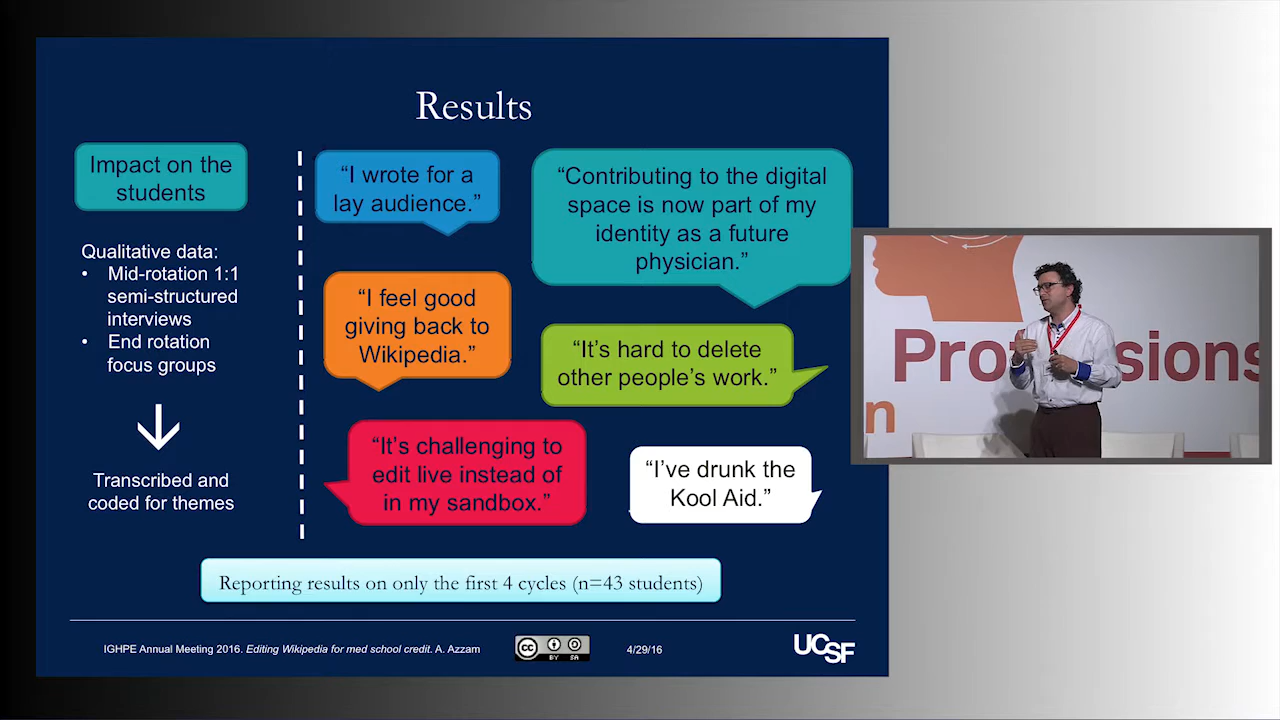 Results
Impact on the
students
Qualitative data:
• Mid-rotation 1:1
semi-structured
interviews
• End rotation
focus groups
Transcribed and
coded for themes
“I wrote for a
lay audience.”
“Contributing to the digital
space is now part of my
identity as a future
physician.”
“I feel good
giving back to
Wikipedia.”
“It’s hard to delete
other people’s work.”
“It’s challenging to
edit live instead of
in my sandbox.”
“I’ve drunk the
Kool Aid.”
Reporting results on only the first 4 cycles (n=43 students)
IGHPE Annual Meeting 2016. Editing Wikipedia for med school credit. A. Azzam
cc
BY SA
4/29/16
UCSF
Pro sions
n